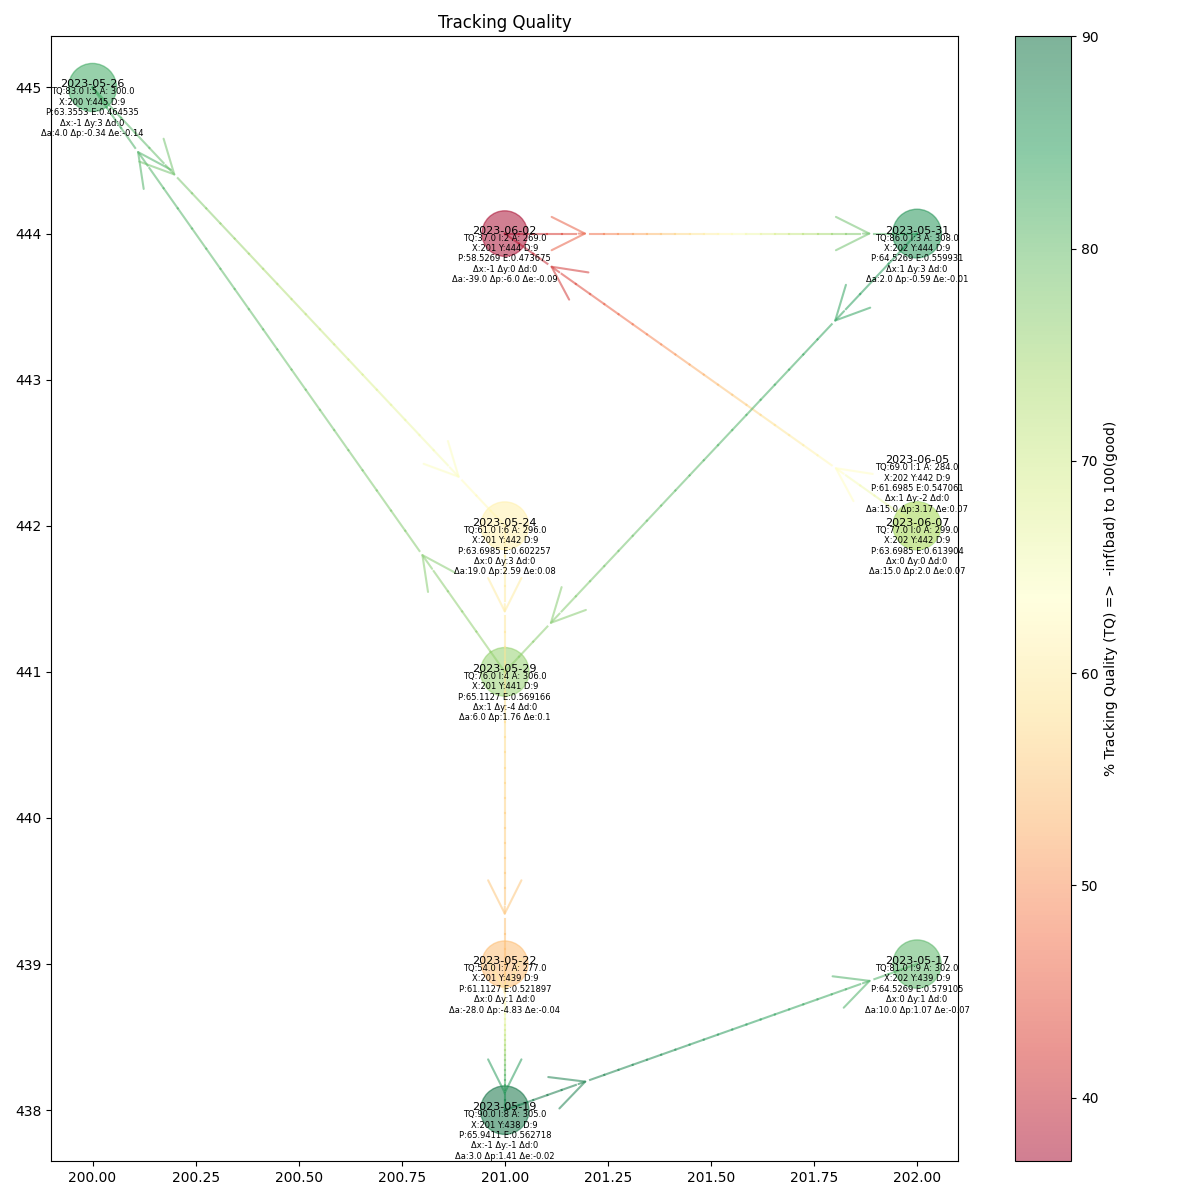 Tracking Quality
445
444
443
442
441
440
439
438
2023-05-26
TQ:83.0 I:5 A: 300.0
X:200 Y:445 D:9
P:63.3553 E:0.464535
Δx:-1 Δy:3 Δd:0
Δa:4.0 Δp:-0.34 Δe:-0.14
2023-06-02
TQ:37.0 I:2 A: 269.0
X:201 Y:444 D:9
P:58.5269 E:0.473675
Δx:-1 Δy:0 Δd:0
Δa:-39.0 Δp:-6.0 Δe:-0.09
2023-05-31
TQ:86.0 I:3 A: 308.0
X:202 Y:444 D:9
P:64.5269 E:0.559931
Δx:1 Δy:3 Δd:0
Δa:2.0 Δp:-0.59 Δe:-0.01
2023-06-05
TQ:69.0 I:1 A: 284.0
X:202 Y:442 D:9
P:61.6985 E:0.547061
Δx:1 Δy:-2 Δd:0
Δa:15.0 Δp:3.17 Δe:0.07
2023-05-24
TQ:61.0 I:6 A: 296.0
X:201 Y:442 D:9
P:63.6985 E:0.602257
Δx:0 Δy:3 Δd:0
Δa:19.0 Δp:2.59 Δe:0.08
2023-06-07
TQ:77.0 I:0 A: 299.0
X:202 Y:442 D:9
P:63.6985 E:0.613904
Δx:0 Δy:0 Δd:0
Δa:15.0 Δp:2.0 Δe:0.07
2023-05-29
TQ:76.0 I:4 A: 306.0
X:201 Y:441 D:9
P:65.1127 E:0.569166
Δx:1 Δy:-4 Δd:0
Δa:6.0 Δp:1.76 Δe:0.1
2023-05-22
TQ:54.0 I:7 A: 277.0
X:201 Y:439 D:9
P:61.1127 E:0.521897
Δx:0 Δy:1 Δd:0
Δa:-28.0 Δp:-4.83 Δe:-0.04
2023-05-17
TQ:81.0 I:9 A: 302.0
X:202 Y:439 D:9
P:64.5269 E:0.579105
Δx:0 Δy:1 Δd:0
Δa:10.0 Δp:1.07 Δe:-0.07
2023-05-19
TQ:90.0 I:8 A: 305.0
X:201 Y:438 D:9
P:65.9411 E:0.562718
Δx:-1 Δy:-1 Δd:0
Δa:3.0 Δp:1.41 Δe:-0.02
200.00 200.25 200.50 200.75 201.00 201.25 201.50 201.75 202.00
90
80
70
60
50
40
% Tracking Quality (TQ) => -inf(bad) to 100(good)